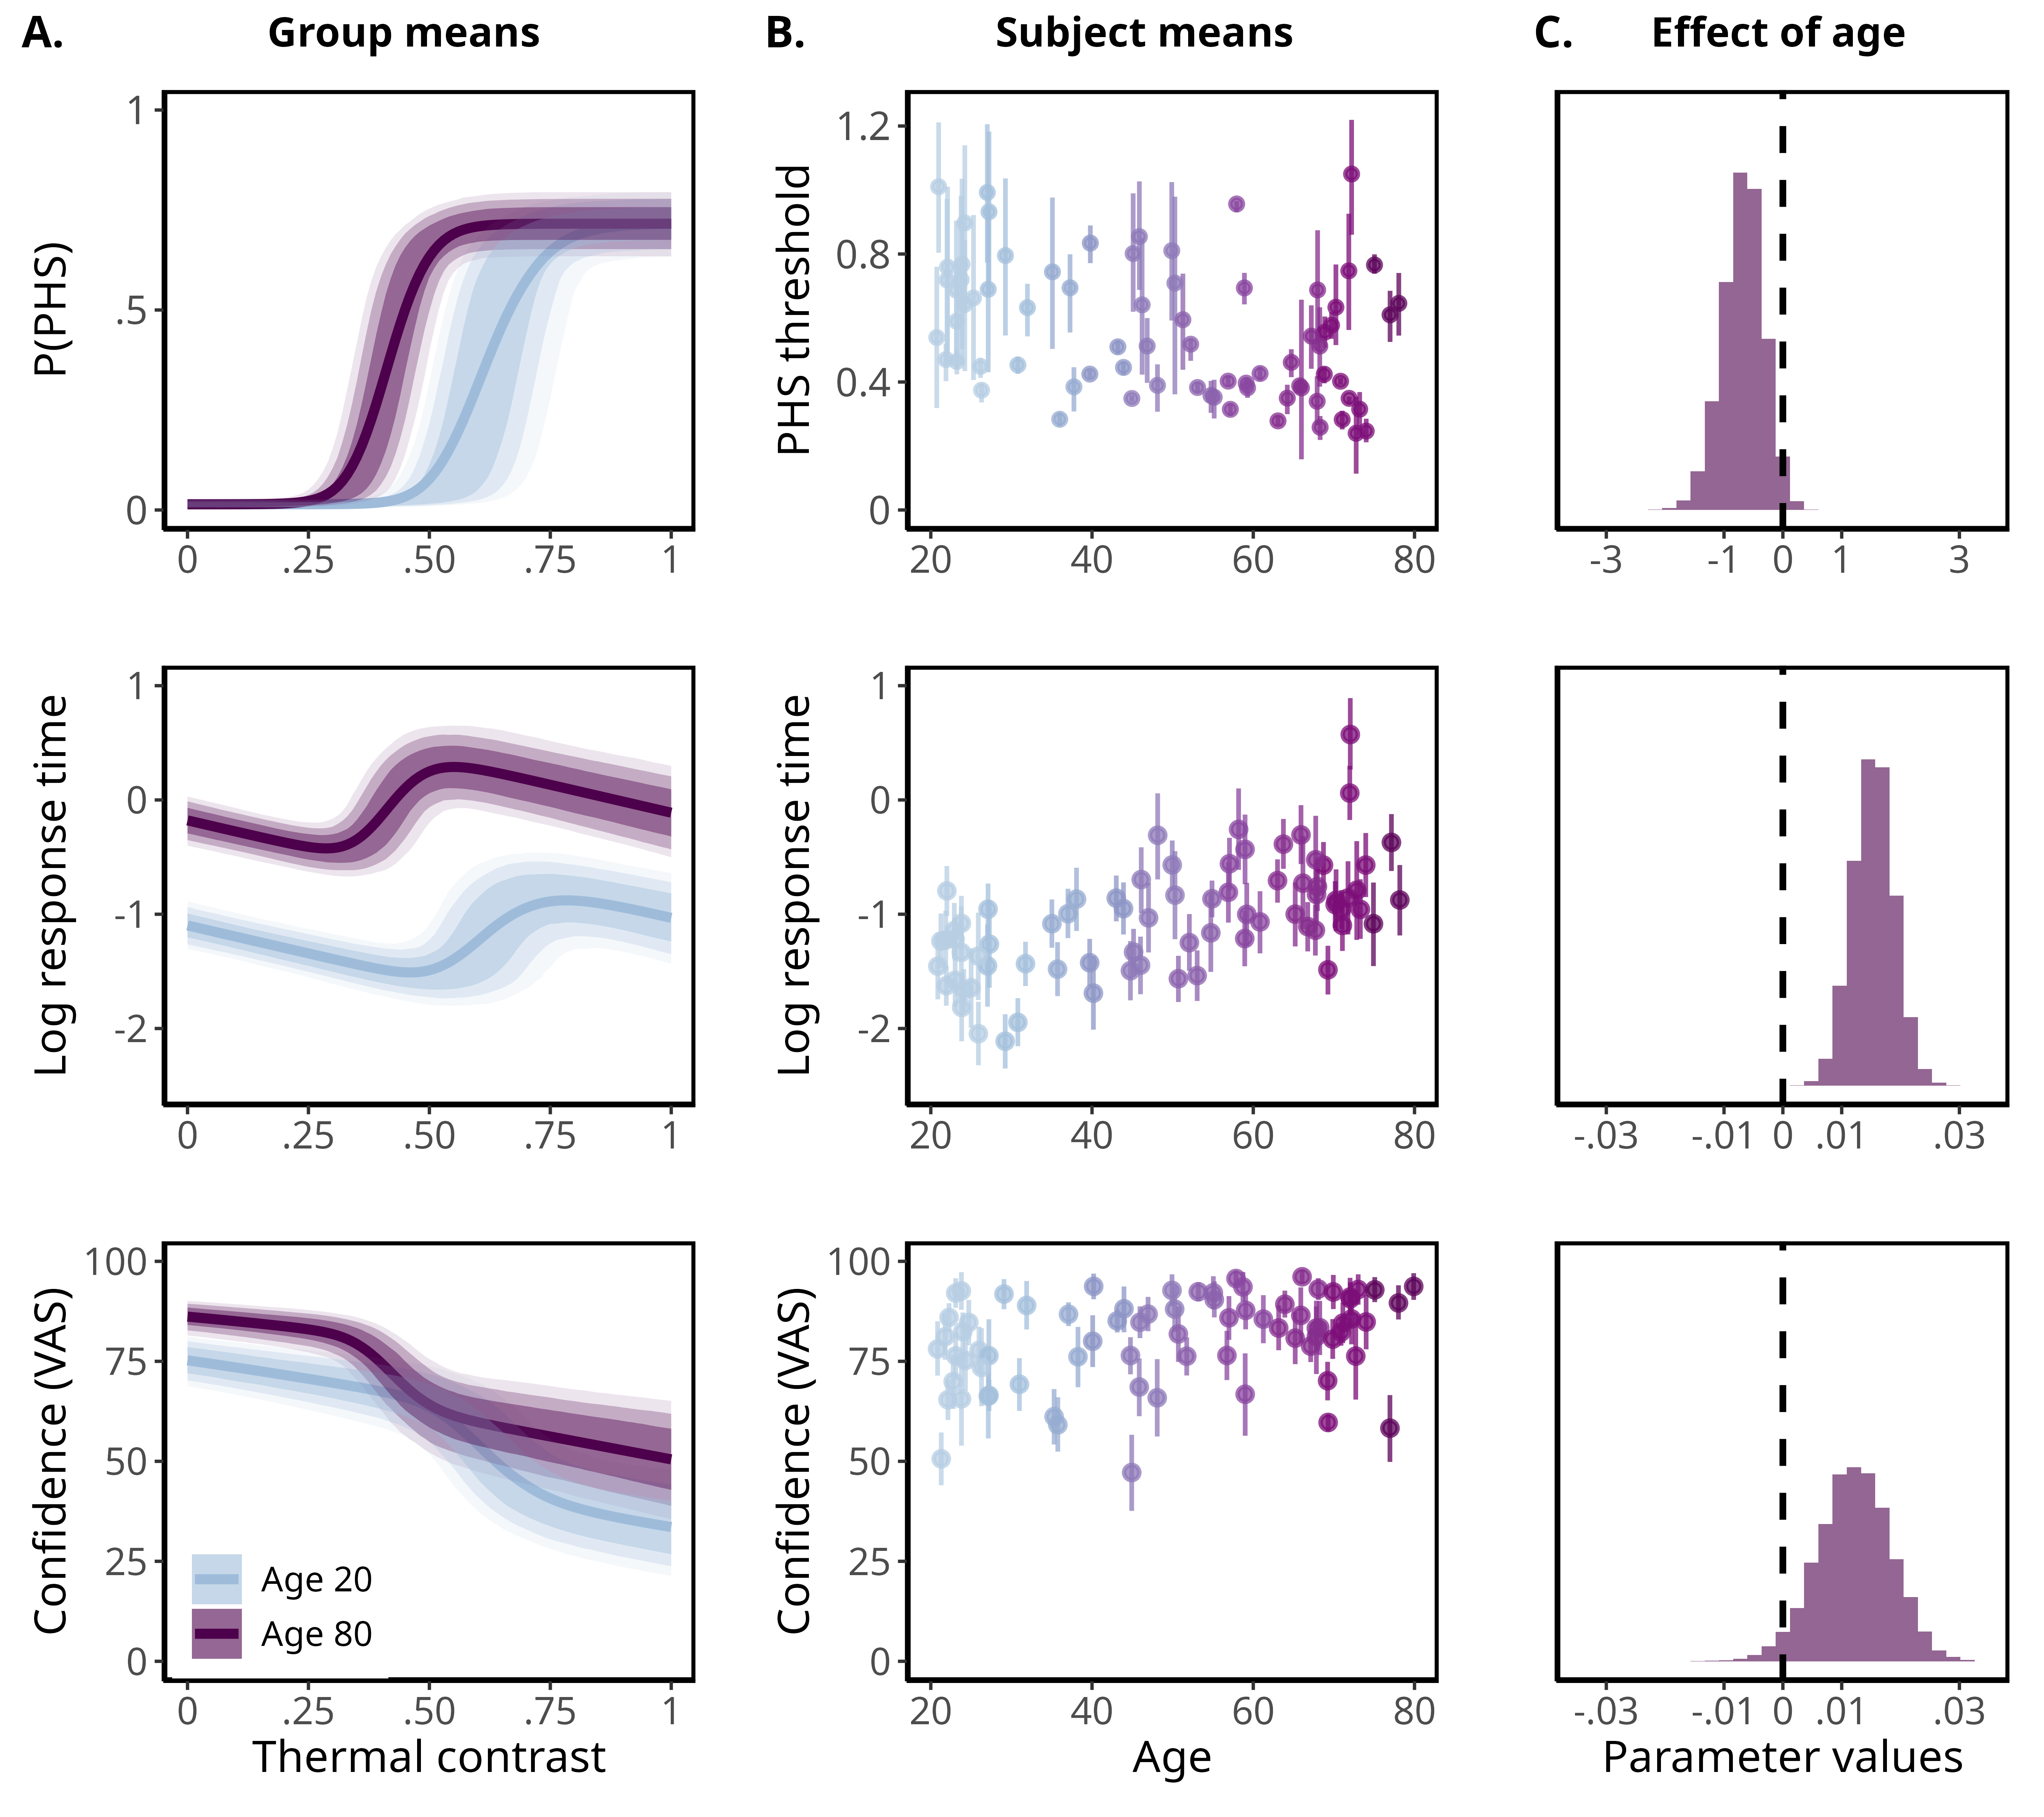 A. Group means B. Subject means C. Effect of age
1
.5
0
P(PHS)
0 .25 .50 .75 1
1.2
0.8
0.4
0
PHS threshold
20 40 60 80
-3 -1 0 1 3
1
0
-1
-2
Log response time
0 .25 .50 .75 1
1
0
-1
-2
Log response time
20 40 60 80
-.03 -.01 0 .01 .03
100
75
50
25
0
Confidence (VAS)
Age 20
Age 80
0 .25 .50 .75 1
Thermal contrast
100
75
50
25
0
Confidence (VAS)
20 40 60 80
Age
-.03 -.01 0 .01 .03
Parameter values